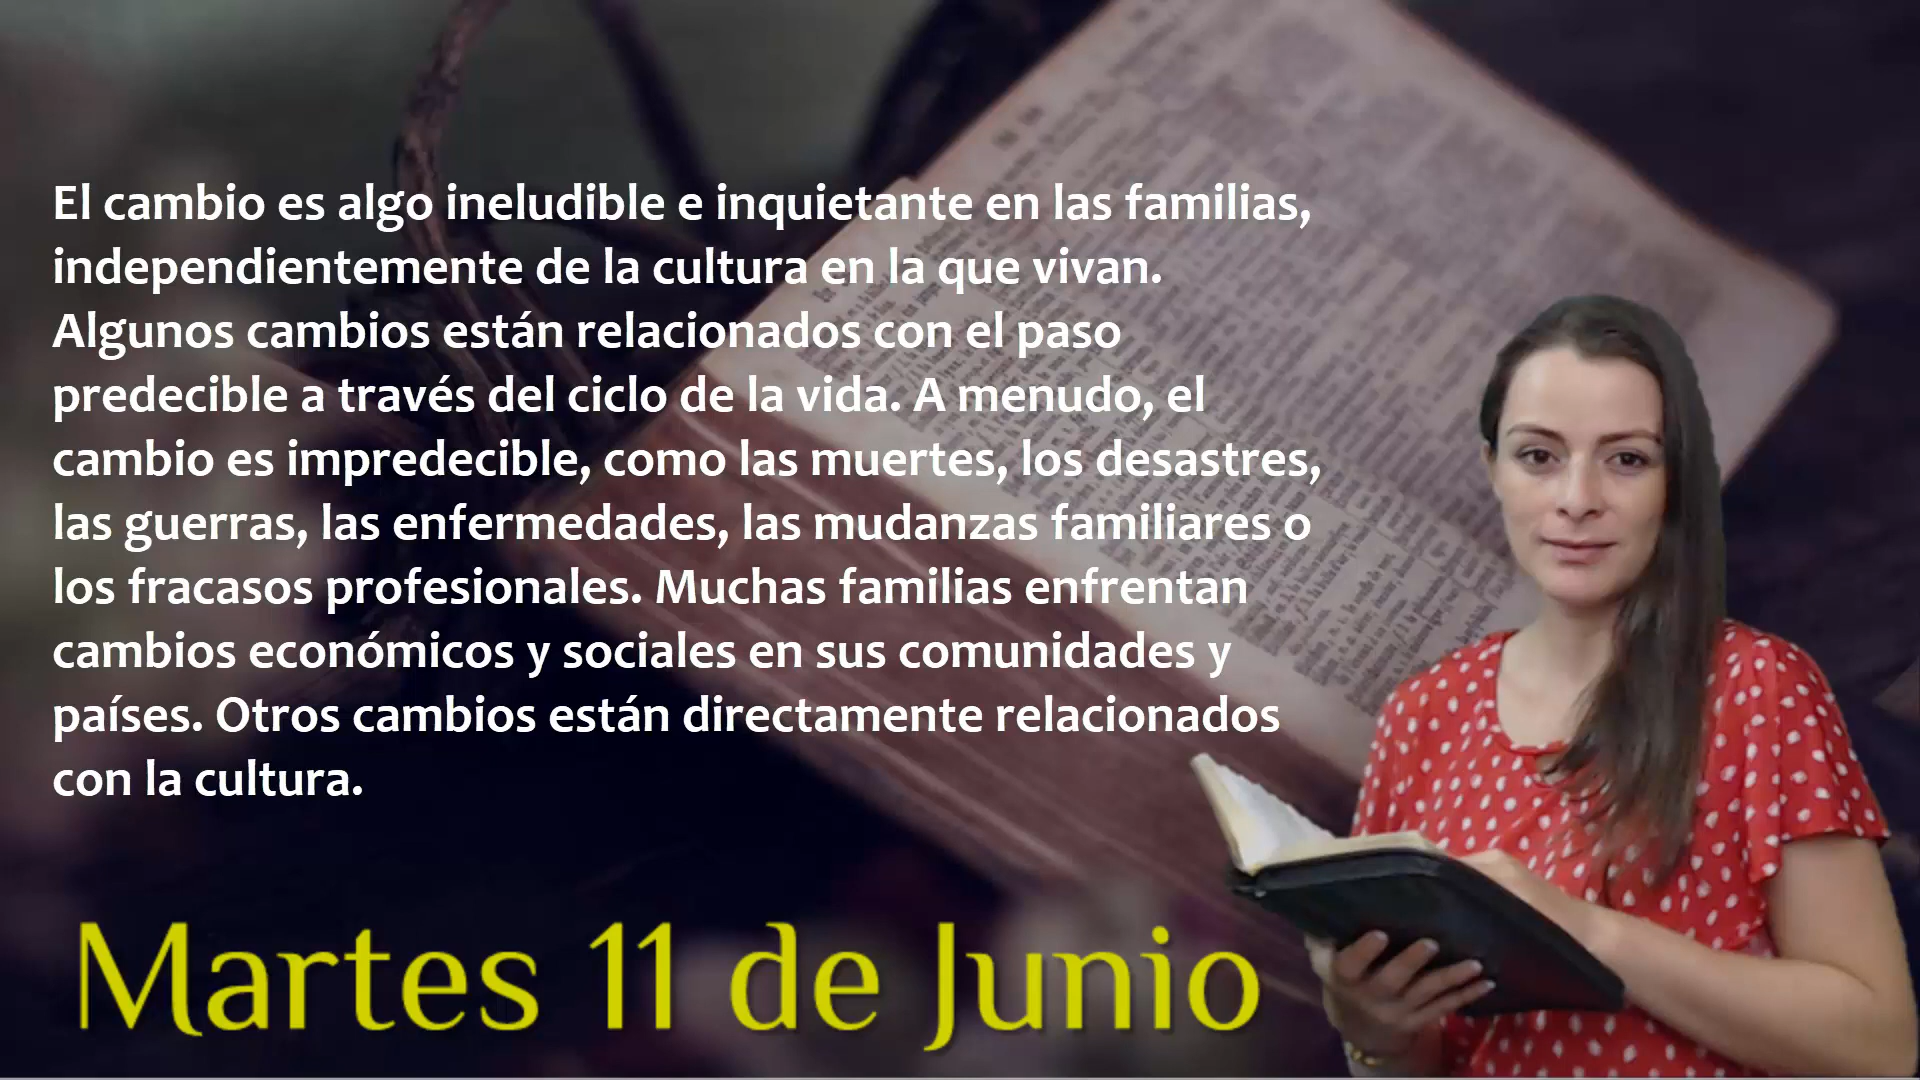 El cambio es algo ineludible e inquietante en las familias,
independientemente de la cultura en la que vivan.
Algunos cambios están relacionados con el paso
predecible a través del ciclo de la vida. A menudo, el
cambio es impredecible, como las muertes, los desastres,
las guerras, las enfermedades, las mudanzas familiares o
los fracasos profesionales. Muchas familias enfrentan
cambios económicos y sociales en sus comunidades y
países. Otros cambios están directamente relacionados
con la cultura.
Martes 11 de Junio